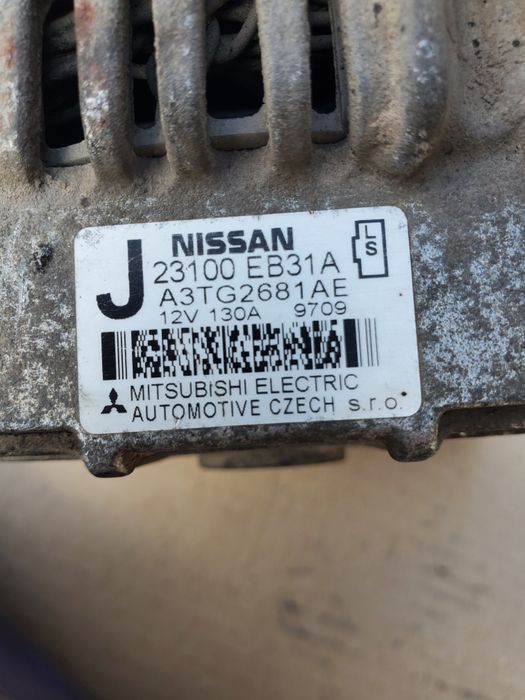 J
NISSAN
L
S
23100 EB31A
A3TG2681AE
12V 130A 9709
MITSUBISHI ELECTRIC
AUTOMOTIVE CZECH s.r.o.